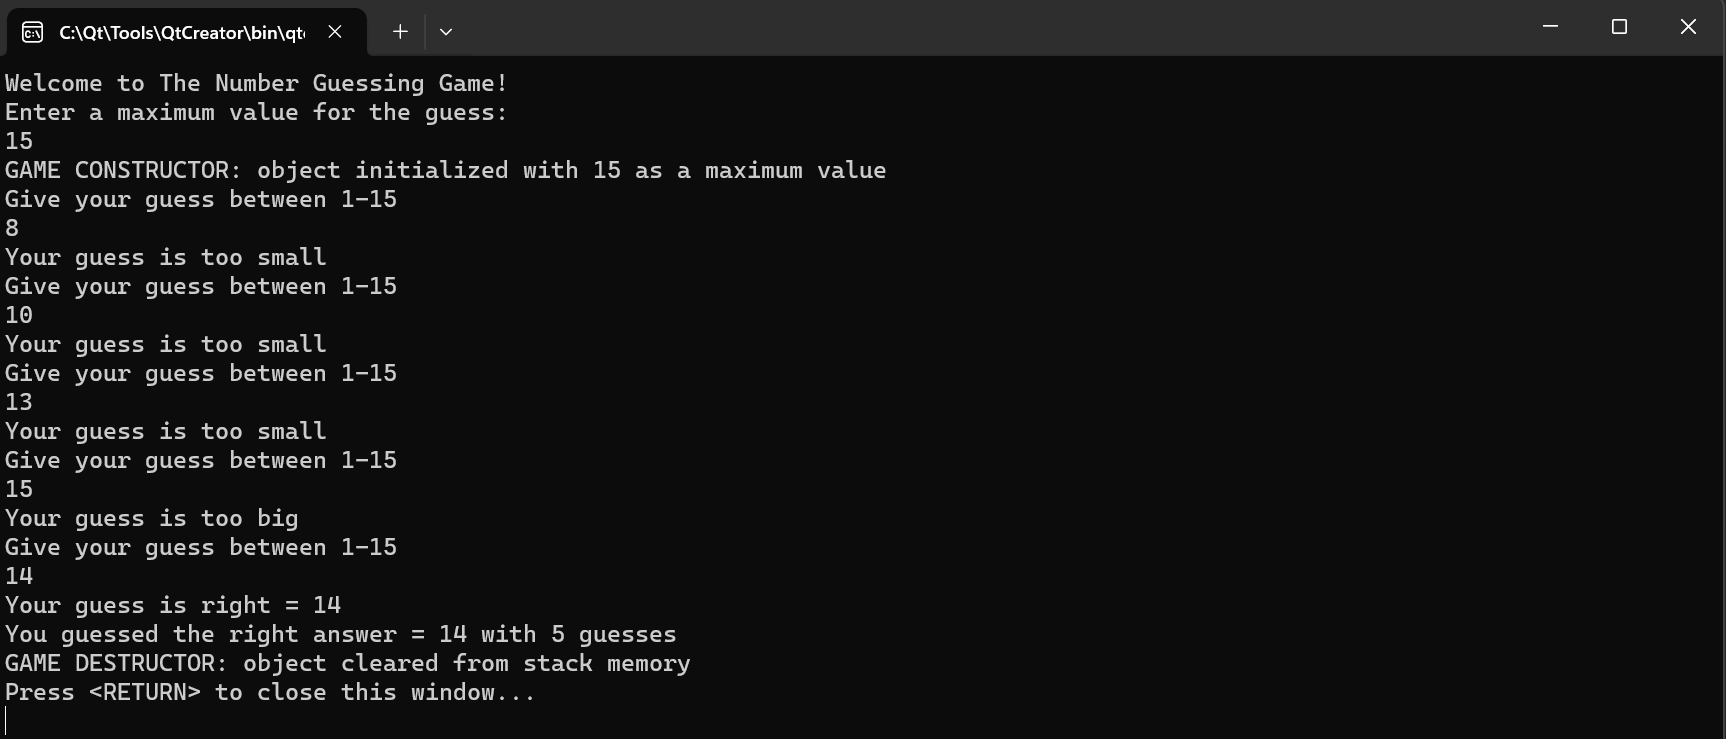 C:\Qt\Tools\QtCreator\bin\qt
Welcome to The Number Guessing Game!
Enter a maximum value for the guess:
15
GAME CONSTRUCTOR: object initialized with 15 as a maximum value
Give your guess between 1-15
8
Your guess is too small
Give your guess between 1-15
10
Your guess is too small
Give your guess between 1-15
13
Your guess is too small
Give your guess between 1-15
15
Your guess is too big
Give your guess between 1-15
14
Your guess is right = 14
You guessed the right answer = 14 with 5 guesses
GAME DESTRUCTOR: object cleared from stack memory
Press <RETURN> to close this window...